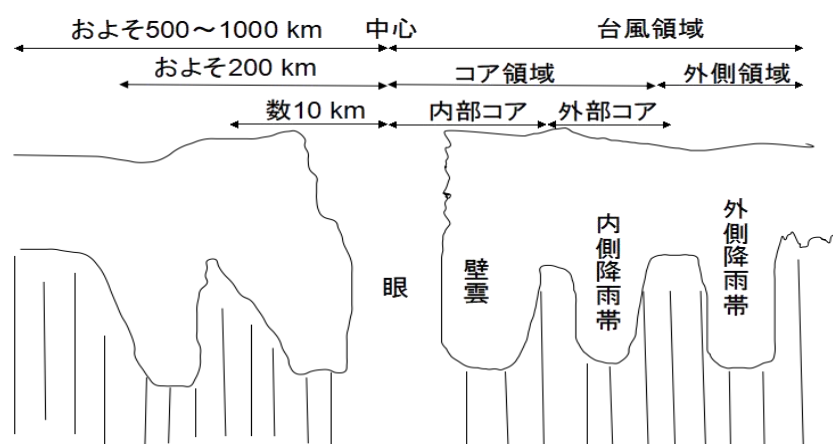 およそ500～1000 km 中心 台風領域
およそ200 km コア領域 外側領域
数10 km 内部コア 外部コア
眼
壁雲
内側降雨帯
外側降雨帯